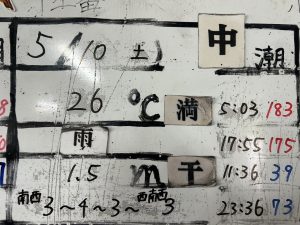 5/10 土 中 潮
26 ℃ 満 5:03 183
雨 17:55 175
1.5 m 干 11:36 39
南西 3~4~3~ 西南西 3 23:36 73